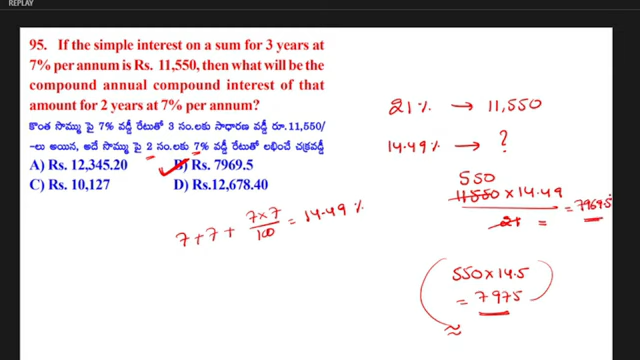 REPLAY
95. If the simple interest on a sum for 3 years at
7% per annum is Rs. 11,550, then what will be the
compound annual compound interest of that
amount for 2 years at 7% per annum?
కొంత సొమ్ము పై 7% వడ్డీ రేటుతో 3 సం.లకు సాధారణ వడ్డీ రూ.11,550/
-లు అయిన, అదే సొమ్ము పై 2 సం.లకు 7% వడ్డీ రేటుతో లభించే చక్రవడ్డీ
A) Rs. 12,345.20 B) Rs. 7969.5
C) Rs. 10,127 D) Rs.12,678.40
7 + 7 + 7×7/100 = 14.49 %
21 % → 11,550
14.49 % → ?
550
11550 × 14.49 / 21 = = 7969.5
550 × 14.5
= 7975
≈